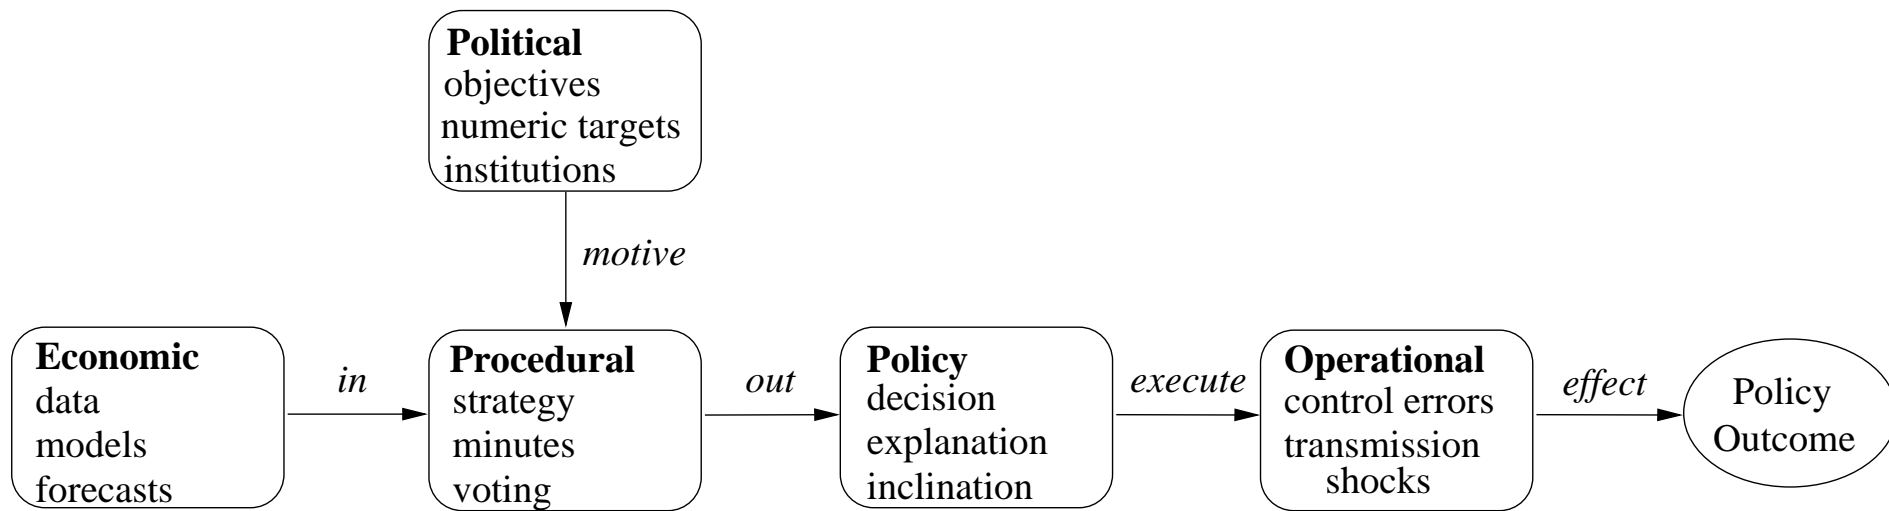 Political
objectives
numeric targets
institutions
motive
Economic
data
models
forecasts
in
Procedural
strategy
minutes
voting
out
Policy
decision
explanation
inclination
execute
Operational
control errors
transmission
shocks
effect
Policy
Outcome